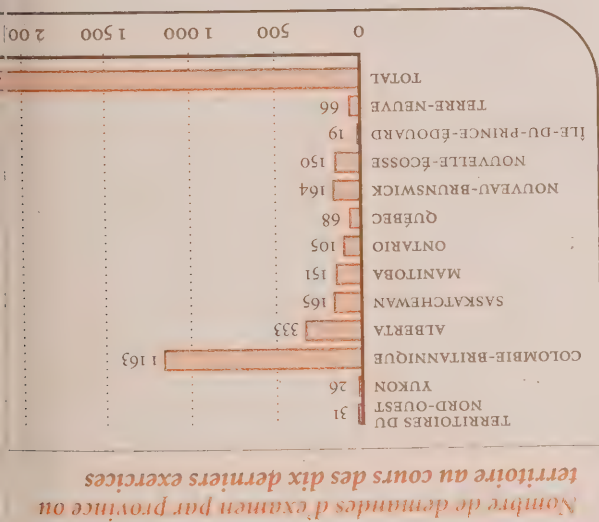 Nombre de demandes d'examen par province ou
territoire au cours des dix derniers exercices
TERRITOIRES DU
NORD-OUEST 31
YUKON 26
COLOMBIE-BRITANNIQUE 1 163
ALBERTA 333
SASKATCHEWAN 165
MANITOBA 151
ONTARIO 105
QUÉBEC 68
NOUVEAU-BRUNSWICK 164
NOUVELLE-ÉCOSSE 150
ÎLE-DU-PRINCE-ÉDOUARD 19
TERRE-NEUVE 66
TOTAL
0 500 1 000 1 500 2 00